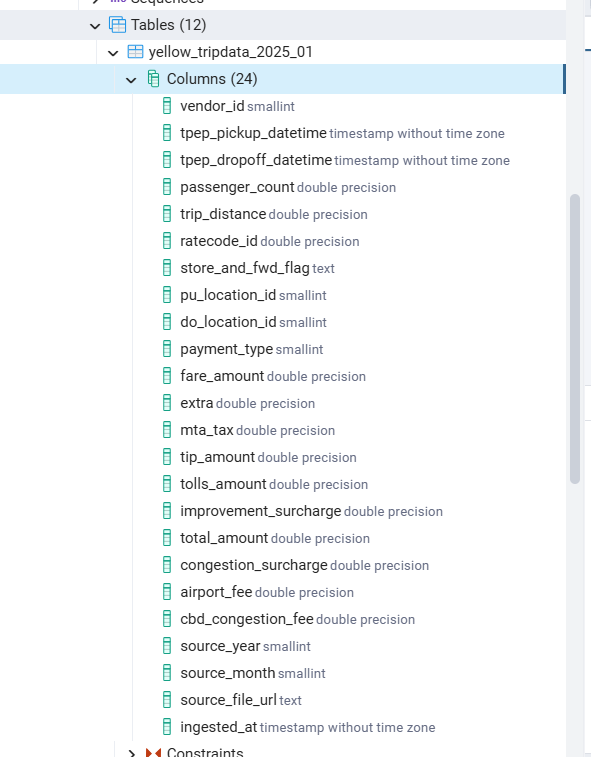 Sequences
Tables (12)
yellow_tripdata_2025_01
Columns (24)
vendor_id smallint
tpep_pickup_datetime timestamp without time zone
tpep_dropoff_datetime timestamp without time zone
passenger_count double precision
trip_distance double precision
ratecode_id double precision
store_and_fwd_flag text
pu_location_id smallint
do_location_id smallint
payment_type smallint
fare_amount double precision
extra double precision
mta_tax double precision
tip_amount double precision
tolls_amount double precision
improvement_surcharge double precision
total_amount double precision
congestion_surcharge double precision
airport_fee double precision
cbd_congestion_fee double precision
source_year smallint
source_month smallint
source_file_url text
ingested_at timestamp without time zone
Constraints